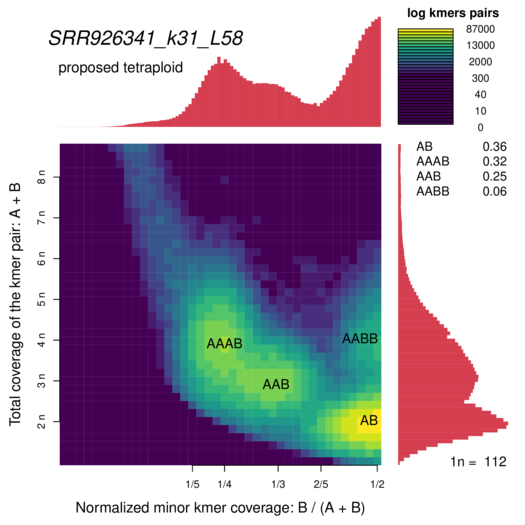 SRR926341_k31_L58
proposed tetraploid
log kmers pairs
87000
13000
2000
300
40
10
0
AB 0.36
AAAB 0.32
AAB 0.25
AABB 0.06
Total coverage of the kmer pair: A + B
8 n
7 n
6 n
5 n
4 n
3 n
2 n
AAAB
AABB
AAB
AB
1n = 112
1/5 1/4 1/3 2/5 1/2
Normalized minor kmer coverage: B / (A + B)